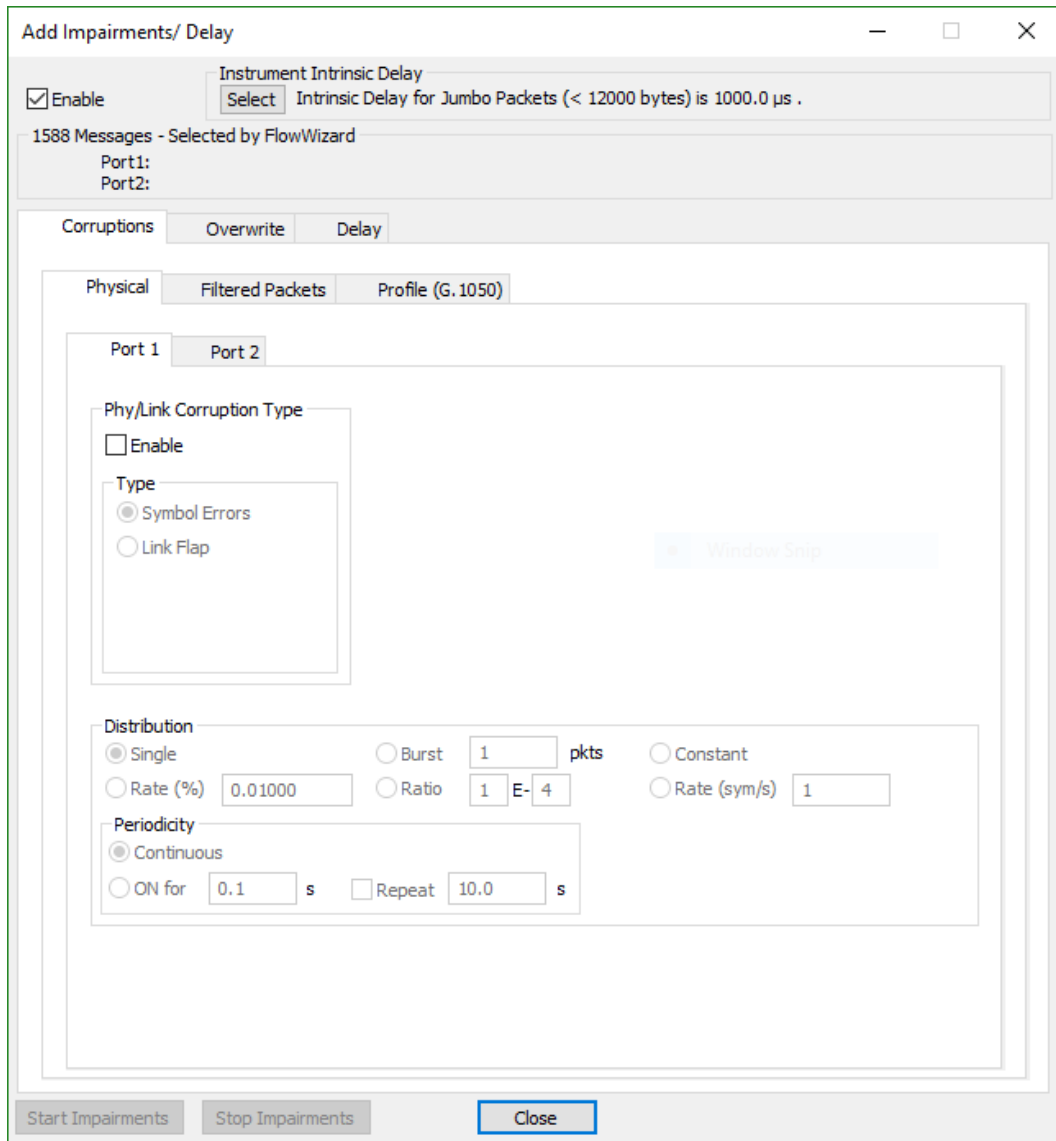 Add Impairments/ Delay
Enable
Instrument Intrinsic Delay
Select Intrinsic Delay for Jumbo Packets (< 12000 bytes) is 1000.0 µs .
1588 Messages - Selected by FlowWizard
Port1:
Port2:
Corruptions Overwrite Delay
Physical Filtered Packets Profile (G.1050)
Port 1 Port 2
Phy/Link Corruption Type
Enable
Type
Symbol Errors
Link Flap
Window Snip
Distribution
Single Burst 1 pkts Constant
Rate (%) 0.01000 Ratio 1 E- 4 Rate (sym/s) 1
Periodicity
Continuous
ON for 0.1 s Repeat 10.0 s
Start Impairments Stop Impairments Close